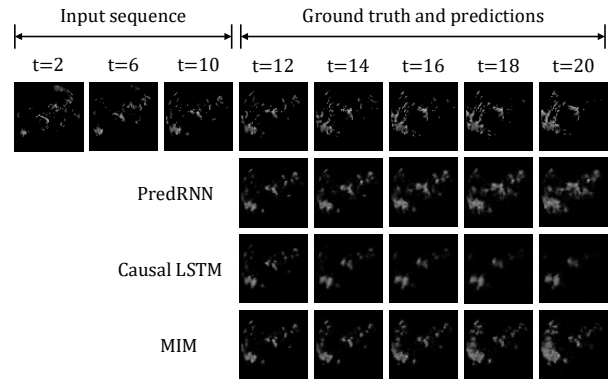 Input sequence
Ground truth and predictions
t=2 t=6 t=10 t=12 t=14 t=16 t=18 t=20
PredRNN
Causal LSTM
MIM